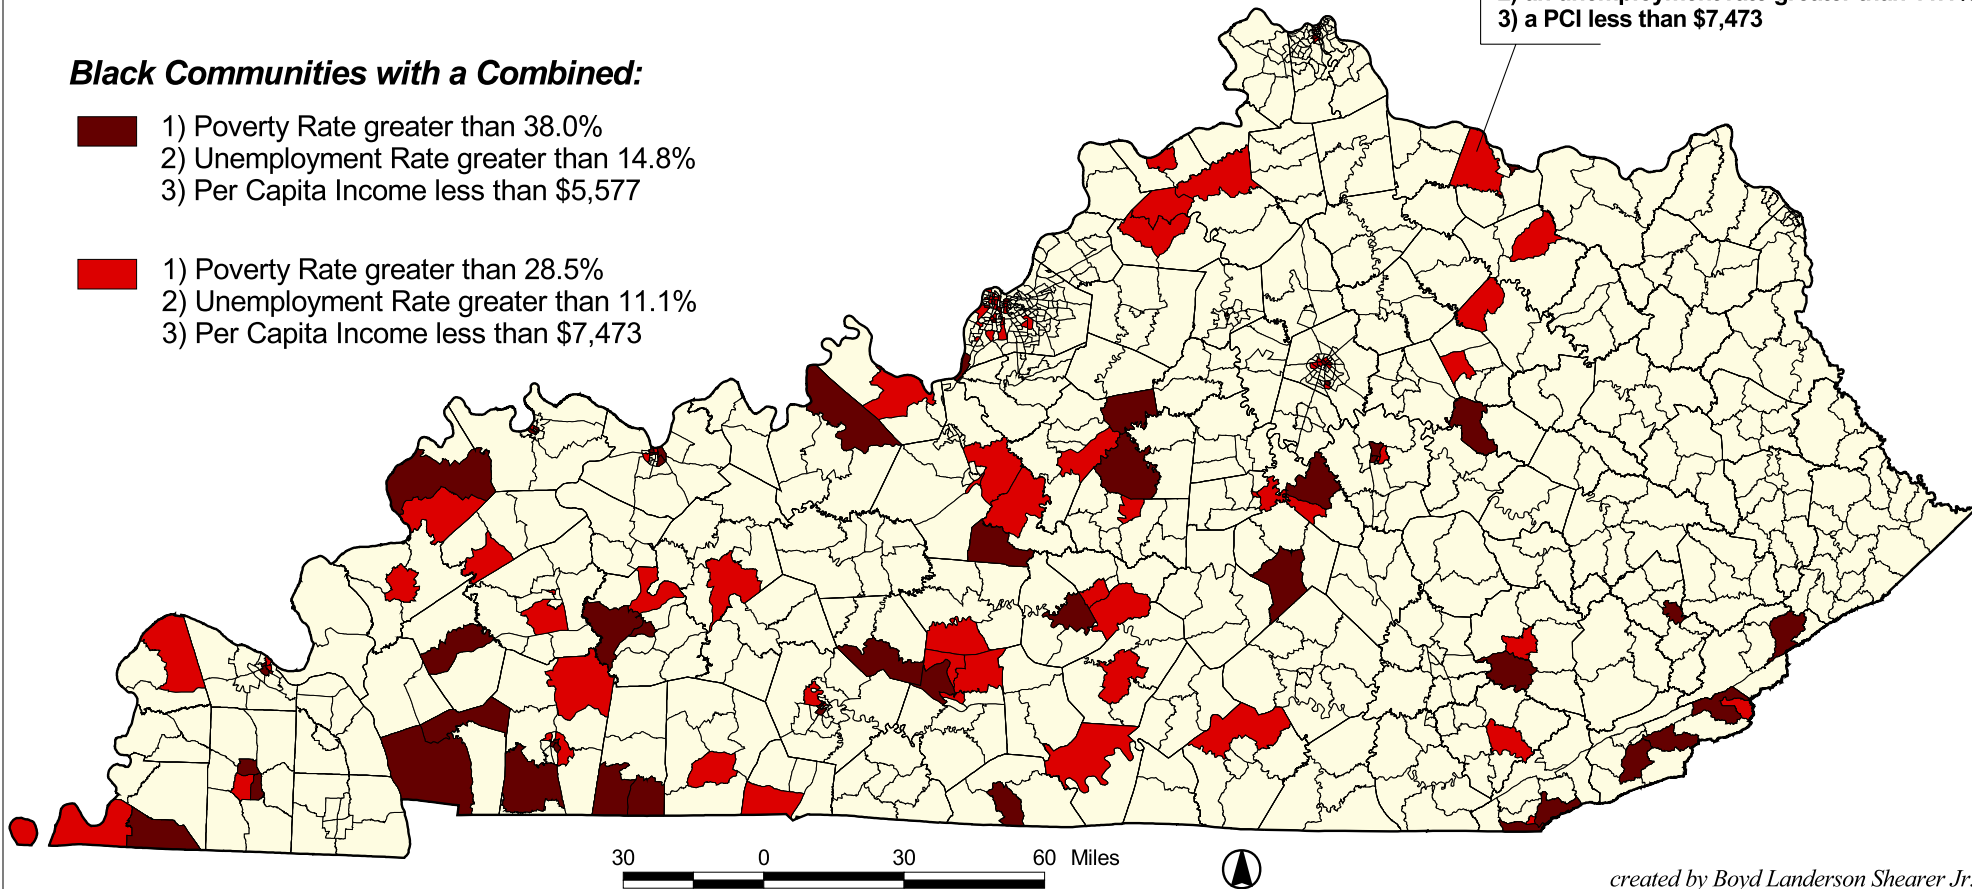 3) a PCI less than $7,473
Black Communities with a Combined:
1) Poverty Rate greater than 38.0%
2) Unemployment Rate greater than 14.8%
3) Per Capita Income less than $5,577
1) Poverty Rate greater than 28.5%
2) Unemployment Rate greater than 11.1%
3) Per Capita Income less than $7,473
30 0 30 60 Miles
created by Boyd Landerson Shearer Jr.